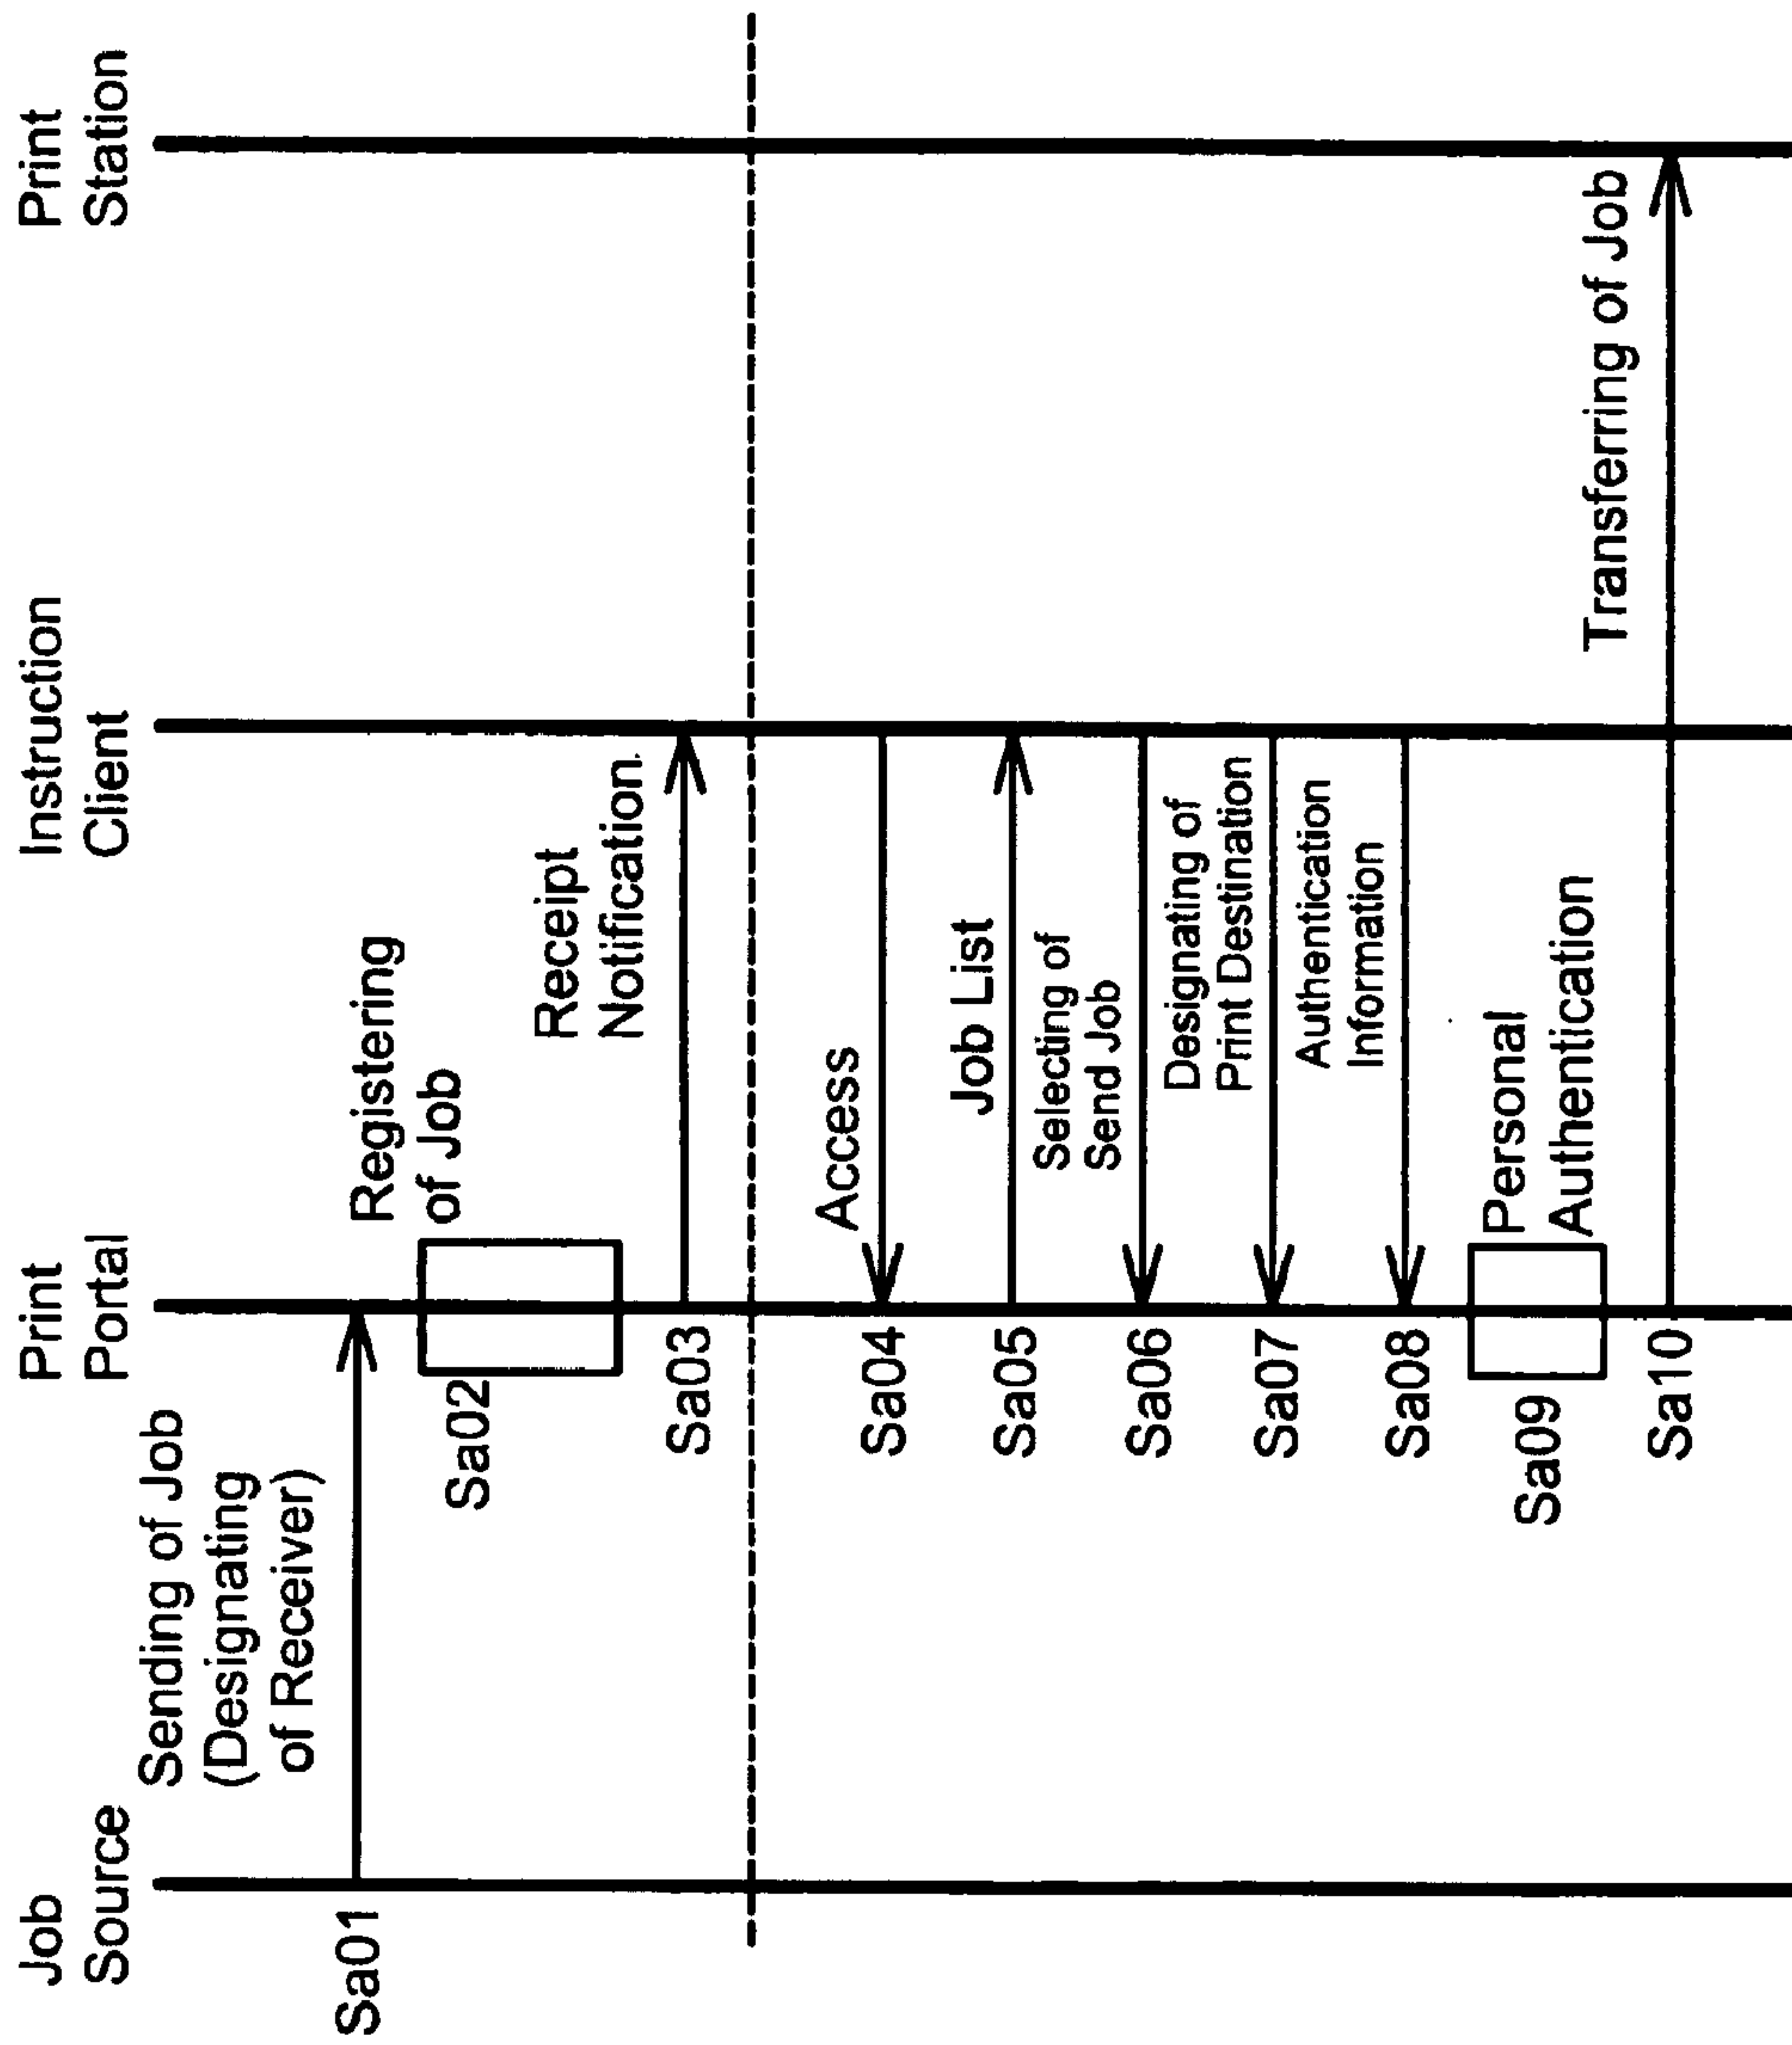 Job
Source
Print
Portal
Instruction
Client
Print
Station
Sa01
Sending of Job
(Designating
of Receiver)
Sa02
Registering
of Job
Sa03
Receipt
Notification
Sa04
Access
Sa05
Job List
Sa06
Selecting of
Send Job
Sa07
Designating of
Print Destination
Sa08
Authentication
Information
Sa09
Personal
Authentication
Sa10
Transferring of Job